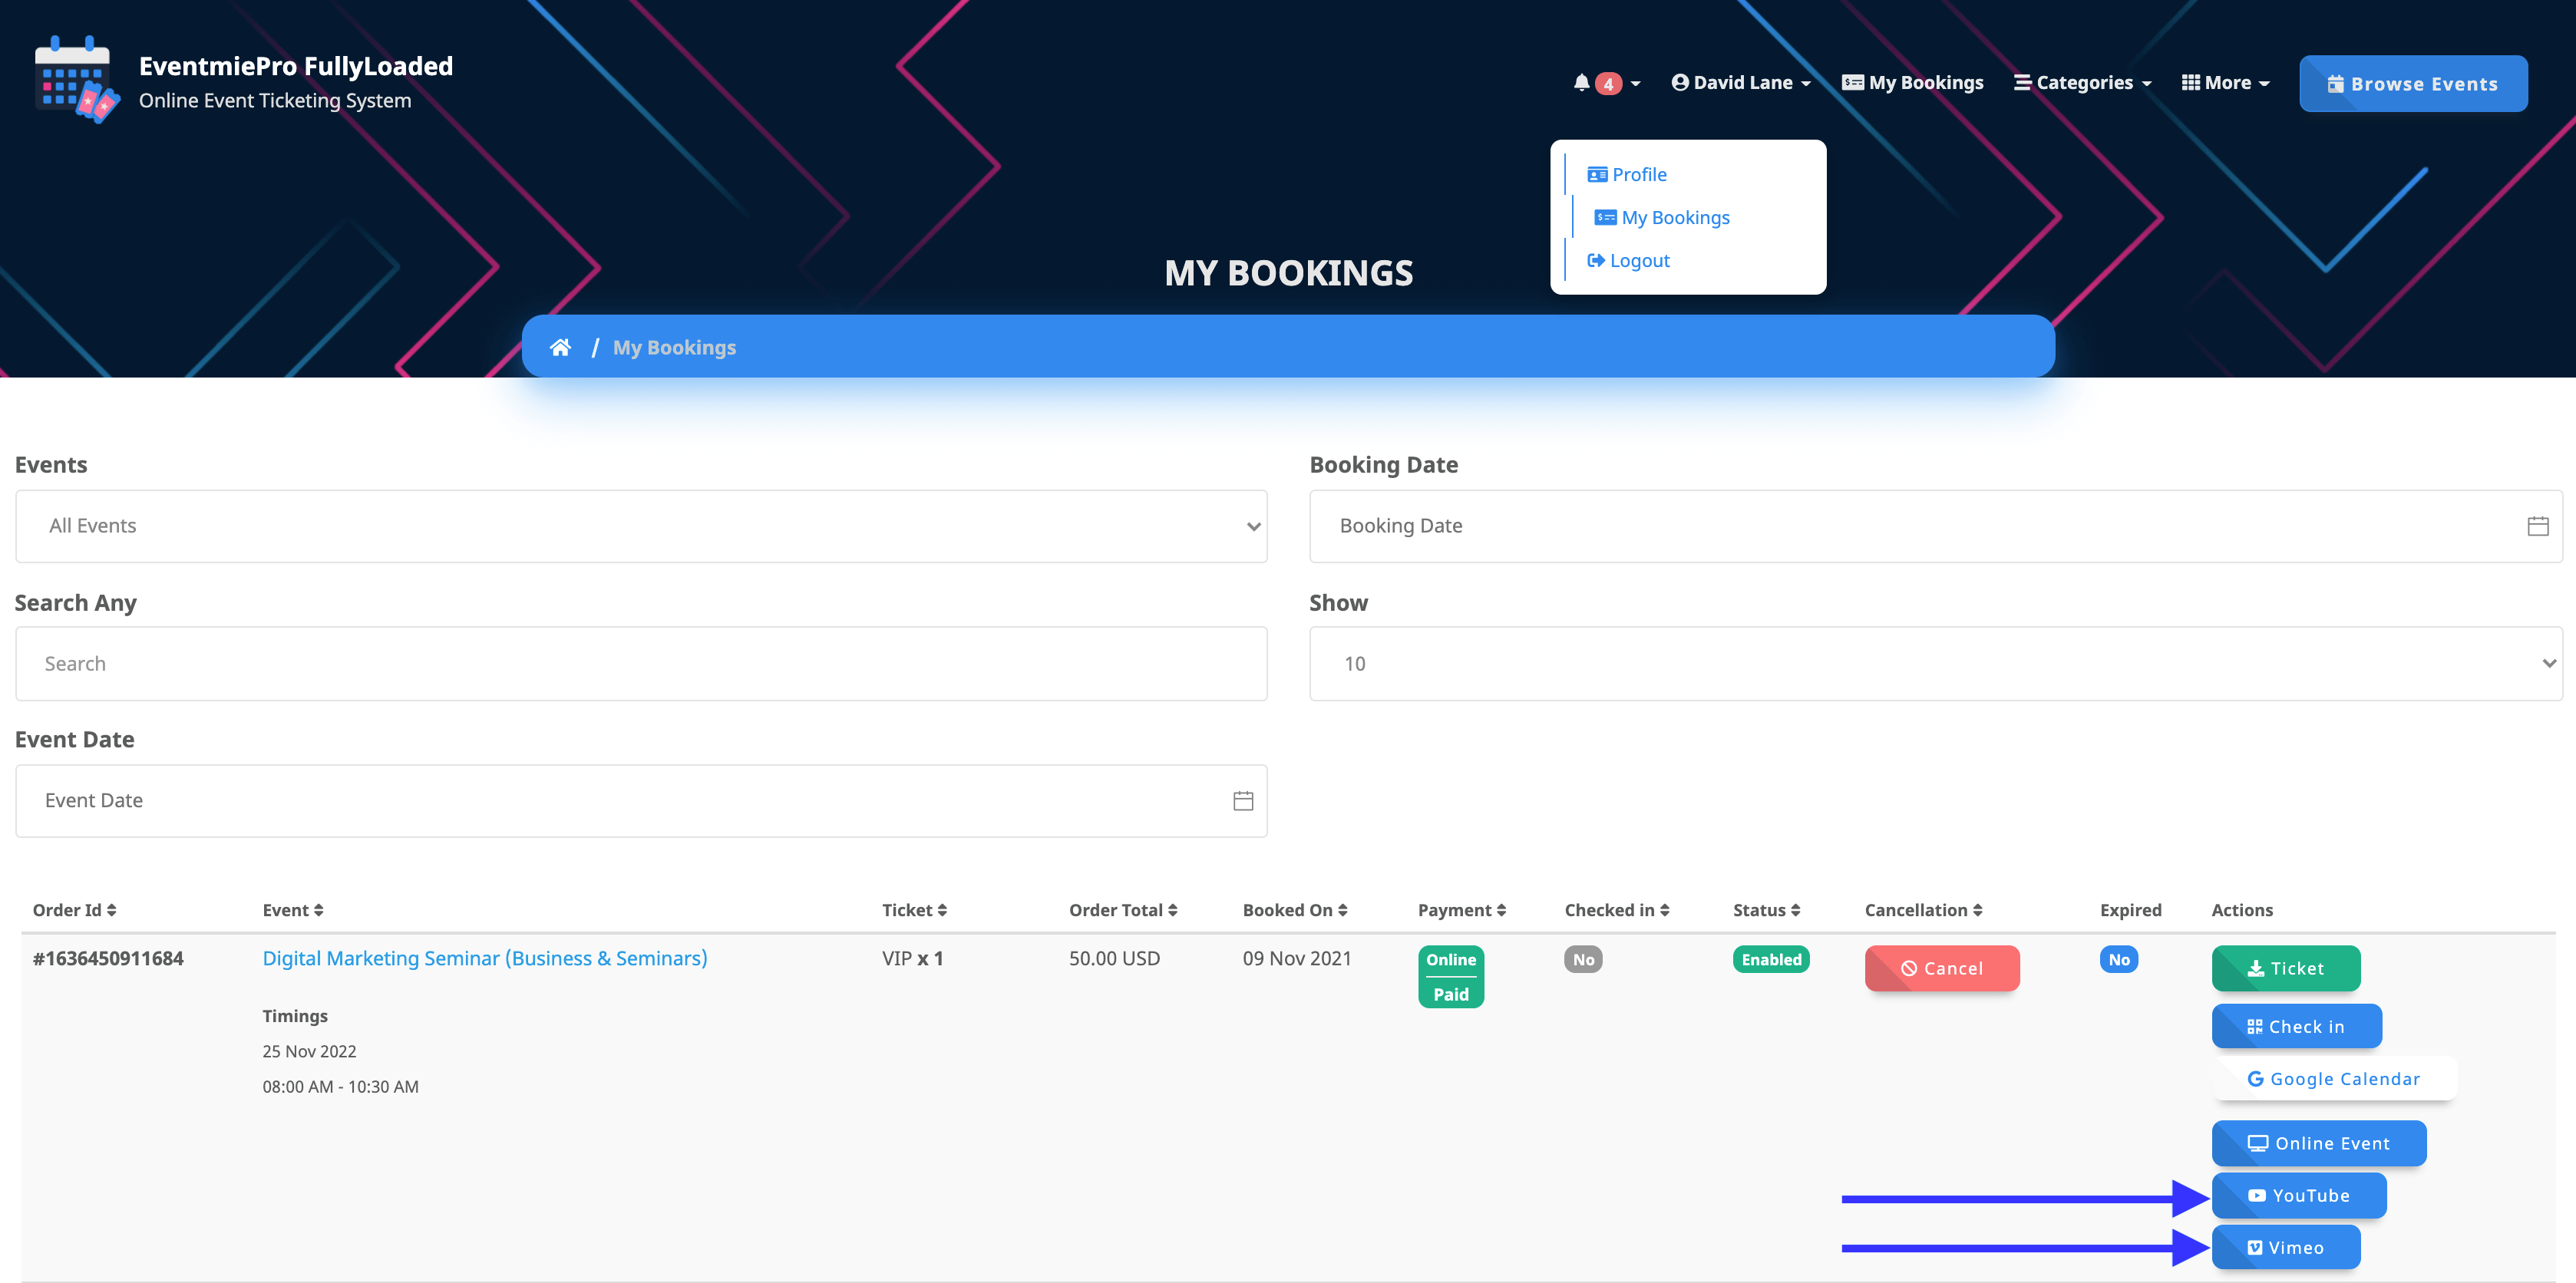 EventmiePro FullyLoaded
Online Event Ticketing System
4
David Lane
My Bookings
Categories
More
Browse Events
Profile
My Bookings
Logout
MY BOOKINGS
/ My Bookings
Events
Booking Date
All Events
Booking Date
Search Any
Show
Search
10
Event Date
Event Date
Order Id Event Ticket Order Total Booked On Payment Checked in Status Cancellation Expired Actions
#1636450911684 Digital Marketing Seminar (Business & Seminars) VIP x 1 50.00 USD 09 Nov 2021 Online No Enabled Cancel No Ticket
Paid
Timings
Check in
25 Nov 2022
Google Calendar
08:00 AM - 10:30 AM
Online Event
YouTube
Vimeo